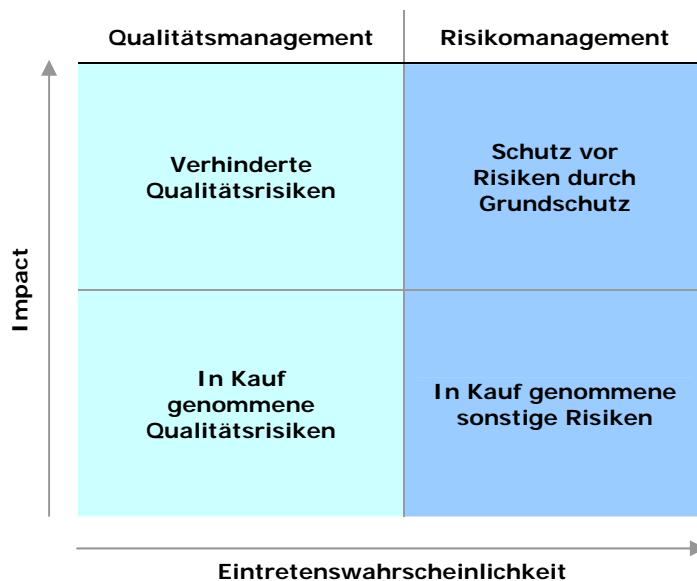 Qualitätsmanagement
Risikomanagement
Verhinderte
Qualitätsrisiken
Schutz vor
Risiken durch
Grundschutz
Impact
In Kauf
genommene
Qualitätsrisiken
In Kauf genommene
sonstige Risiken
Eintretenswahrscheinlichkeit